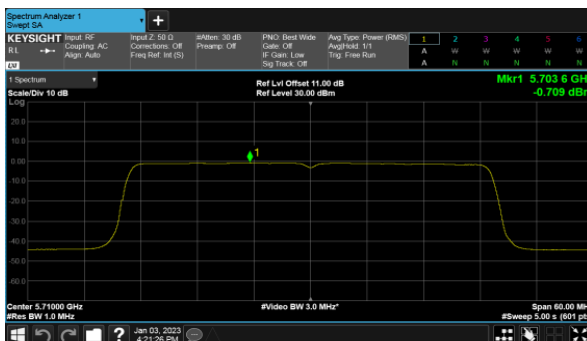 Spectrum Analyzer 1
Swept SA
+
KEYSIGHT Input: RF Input Z: 50 Ω #Atten: 30 dB PNO: Best Wide Avg Type: Power (RMS) 1 2 3 4 5 6
RL Coupling: AC Corrections: Off Preamp: Off Gate: Off Avg|Hold: 1/1 A W W W W W
Align: Auto Freq Ref: Int (S) IF Gain: Low Trig: Free Run
Sig Track: Off A N N N N N
LXI
1 Spectrum Ref Lvl Offset 11.00 dB Mkr1 5.703 6 GH
Scale/Div 10 dB Ref Level 30.00 dBm -0.709 dBr
Log
20.0
10.0
1
0.00
-10.0
-20.0
-30.0
-40.0
-50.0
-60.0
Center 5.71000 GHz #Video BW 3.0 MHz* Span 60.00 MH
#Res BW 1.0 MHz #Sweep 5.00 s (601 pts
? Jan 03, 2023
4:21:26 PM